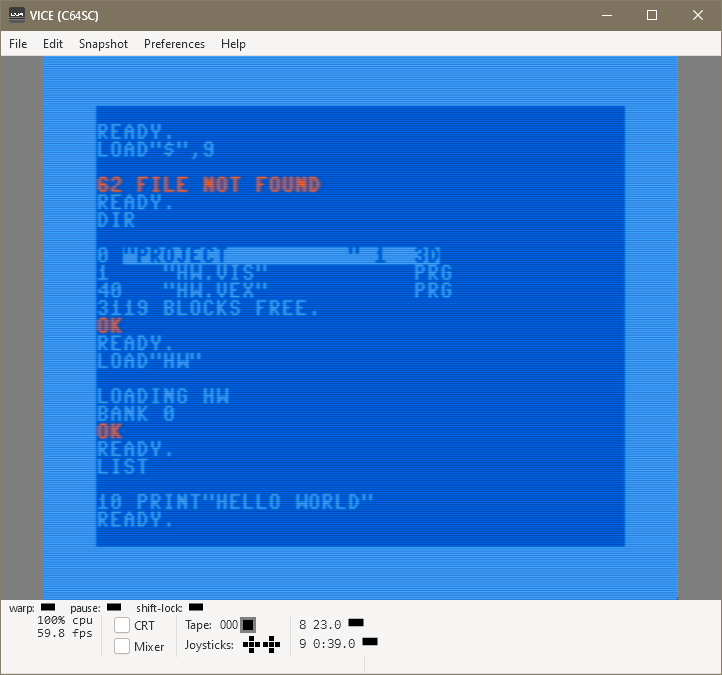 VICE (C64SC)
File Edit Snapshot Preferences Help
READY.
LOAD"$",9
62 FILE NOT FOUND
READY.
DIR
0 "PROJECT         " 1  3D
1    "HW.VIS"           PRG
40   "HW.VEX"           PRG
3119 BLOCKS FREE.
OK
READY.
LOAD"HW"
LOADING HW
BANK 0
OK
READY.
LIST
10 PRINT"HELLO WORLD"
READY.
warp: pause: shift-lock:
100% cpu
59.8 fps
CRT
Mixer
Tape: 000
Joysticks:
8 23.0
9 0:39.0